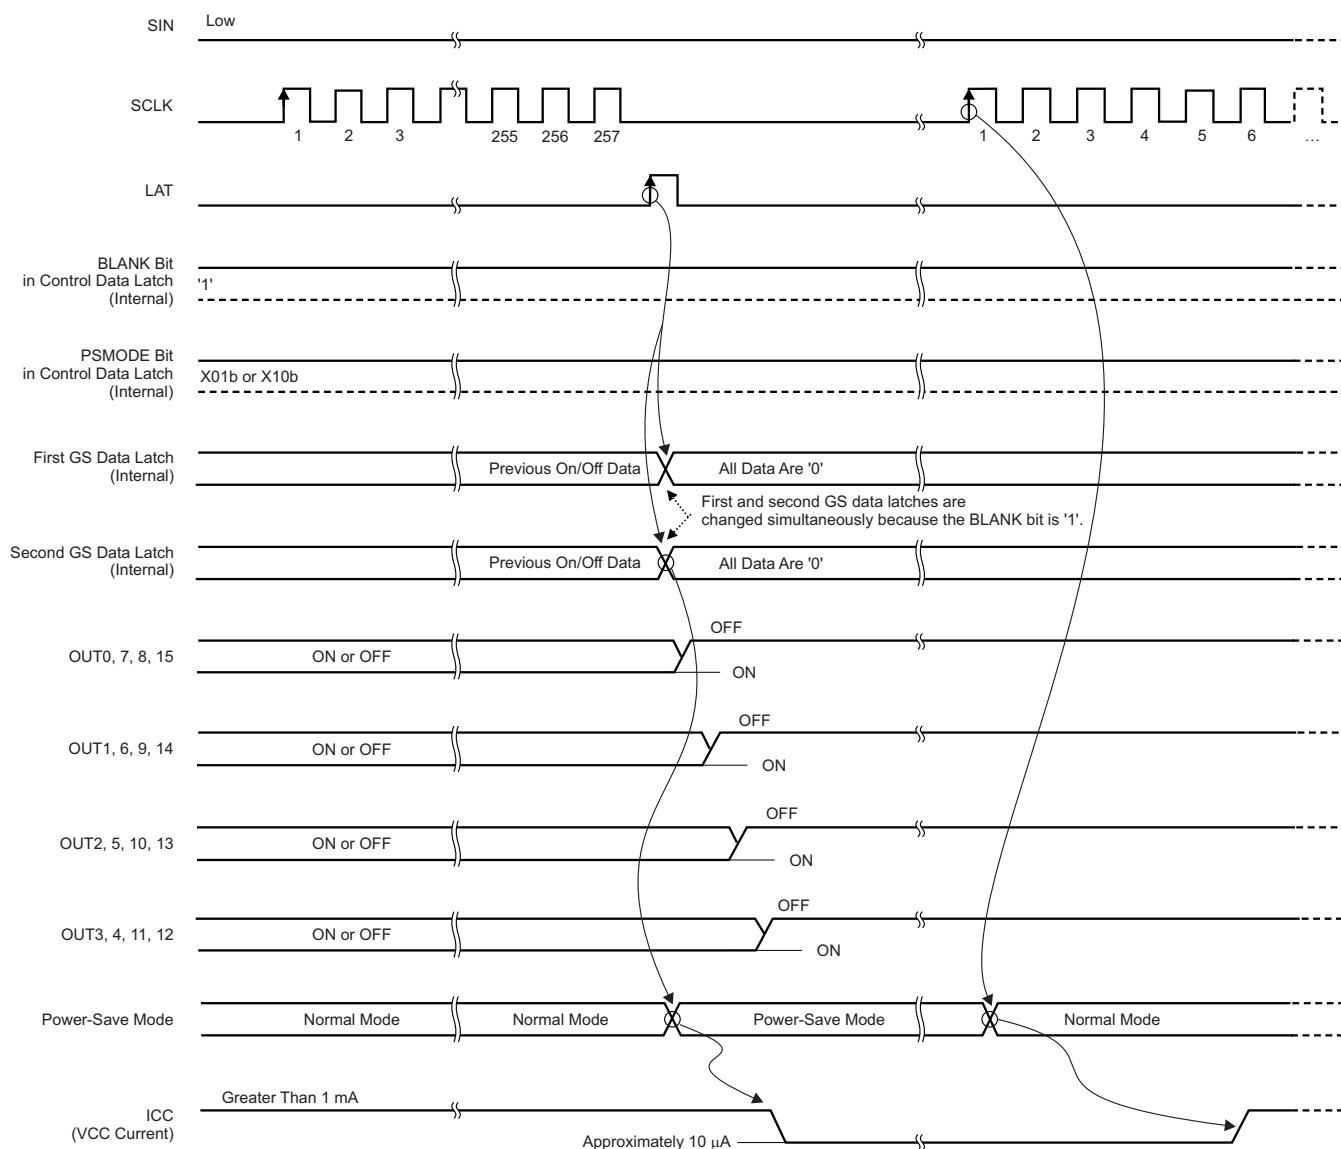 SIN
Low
SCLK
1 2 3 255 256 257 1 2 3 4 5 6 ...
LAT
BLANK Bit
in Control Data Latch
(Internal)
'1'
PSMODE Bit
in Control Data Latch
(Internal)
X01b or X10b
First GS Data Latch
(Internal)
Previous On/Off Data
All Data Are '0'
First and second GS data latches are
changed simultaneously because the BLANK bit is '1'.
Second GS Data Latch
(Internal)
Previous On/Off Data
All Data Are '0'
OFF
OUT0, 7, 8, 15
ON or OFF
ON
OFF
OUT1, 6, 9, 14
ON or OFF
ON
OFF
OUT2, 5, 10, 13
ON or OFF
ON
OFF
OUT3, 4, 11, 12
ON or OFF
ON
Power-Save Mode
Normal Mode
Normal Mode
Power-Save Mode
Normal Mode
Greater Than 1 mA
ICC
(VCC Current)
Approximately 10 μA